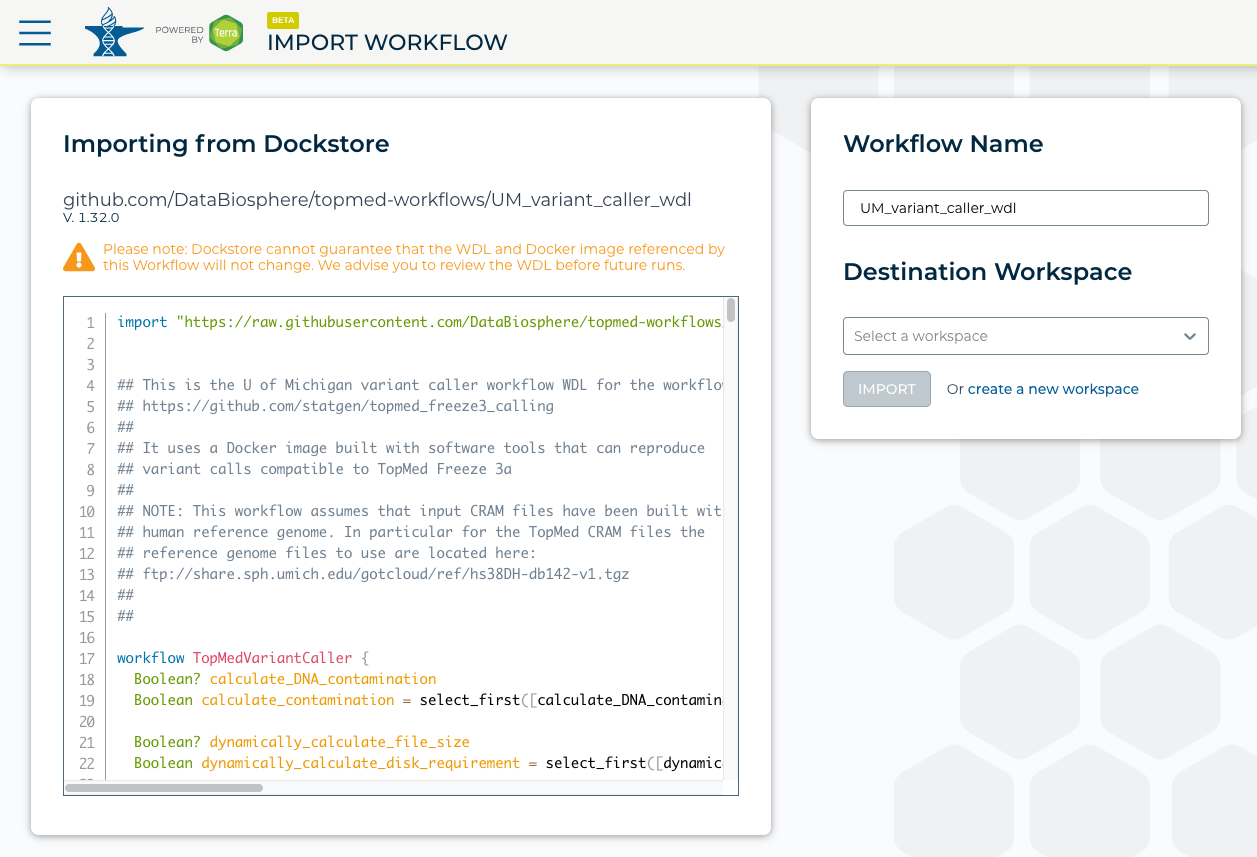 POWERED
BY
Terra
BETA
IMPORT WORKFLOW
Importing from Dockstore
github.com/DataBiosphere/topmed-workflows/UM_variant_caller_wdl
V. 1.32.0
Please note: Dockstore cannot guarantee that the WDL and Docker image referenced by
this Workflow will not change. We advise you to review the WDL before future runs.
1 import "https://raw.githubusercontent.com/DataBiosphere/topmed-workflows
2
3
4 ## This is the U of Michigan variant caller workflow WDL for the workflow
5 ## https://github.com/statgen/topmed_freeze3_calling
6 ##
7 ## It uses a Docker image built with software tools that can reproduce
8 ## variant calls compatible to TopMed Freeze 3a
9 ##
10 ## NOTE: This workflow assumes that input CRAM files have been built wit
11 ## human reference genome. In particular for the TopMed CRAM files the
12 ## reference genome files to use are located here:
13 ## ftp://share.sph.umich.edu/gotcloud/ref/hs38DH-db142-v1.tgz
14 ##
15 ##
16
17 workflow TopMedVariantCaller {
18 Boolean? calculate_DNA_contamination
19 Boolean calculate_contamination = select_first([calculate_DNA_contamin
20
21 Boolean? dynamically_calculate_file_size
22 Boolean dynamically_calculate_disk_requirement = select_first([dynamic
Workflow Name
UM_variant_caller_wdl
Destination Workspace
Select a workspace
IMPORT Or create a new workspace